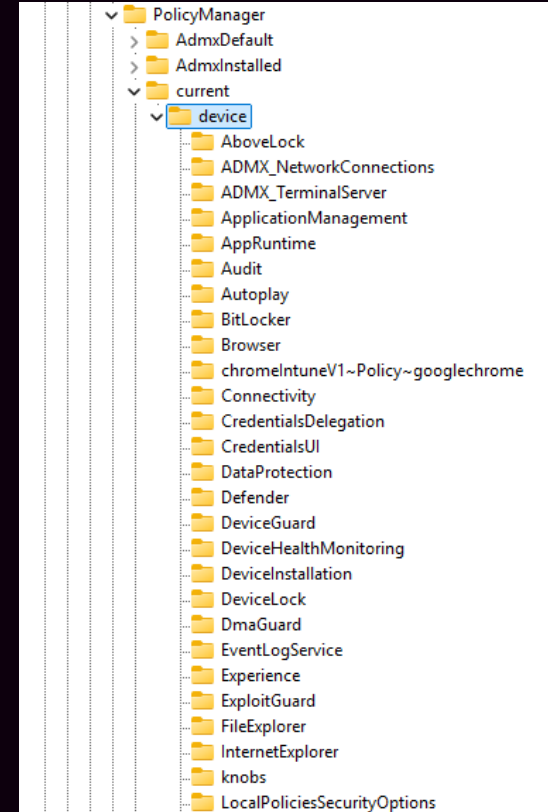 PolicyManager
AdmxDefault
AdmxInstalled
current
device
AboveLock
ADMX_NetworkConnections
ADMX_TerminalServer
ApplicationManagement
AppRuntime
Audit
Autoplay
BitLocker
Browser
chromeIntuneV1~Policy~googlechrome
Connectivity
CredentialsDelegation
CredentialsUI
DataProtection
Defender
DeviceGuard
DeviceHealthMonitoring
DeviceInstallation
DeviceLock
DmaGuard
EventLogService
Experience
ExploitGuard
FileExplorer
InternetExplorer
knobs
LocalPoliciesSecurityOptions